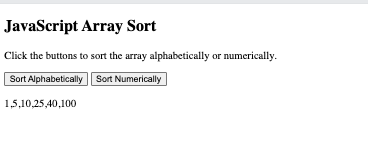 JavaScript Array Sort
Click the buttons to sort the array alphabetically or numerically.
Sort Alphabetically Sort Numerically
1,5,10,25,40,100